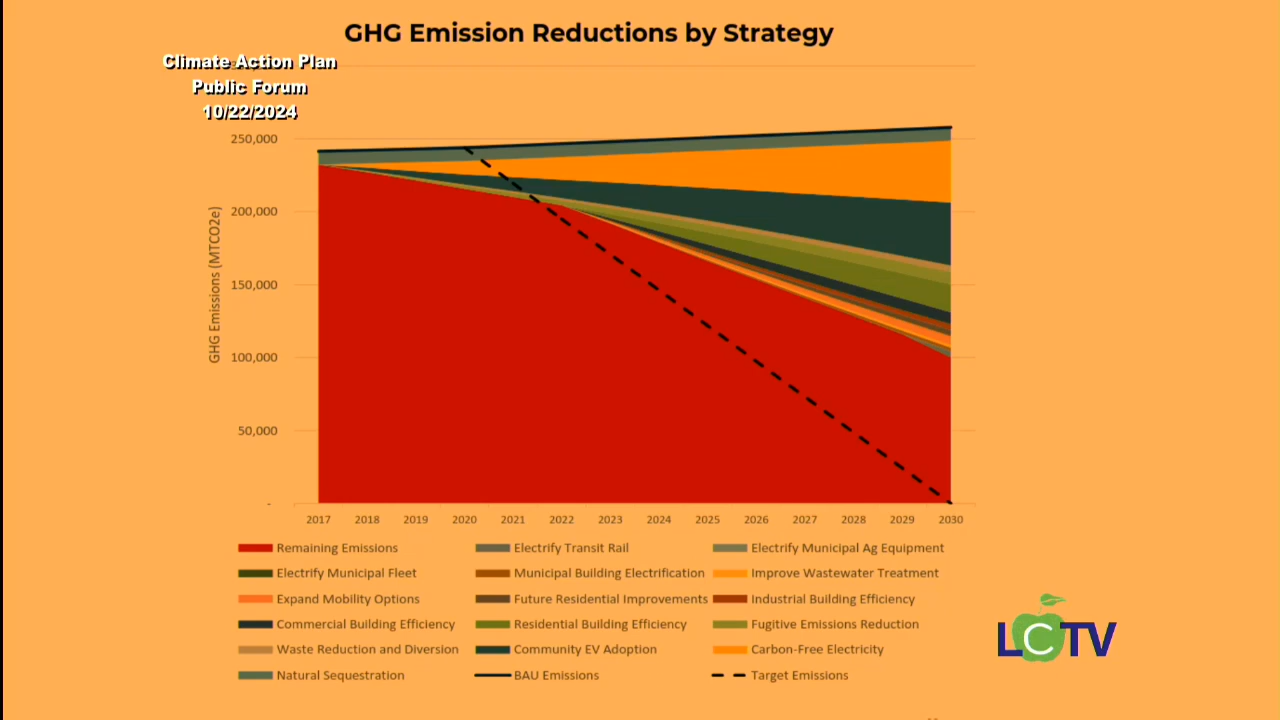 GHG Emission Reductions by Strategy
Climate Action Plan
Public Forum
10/22/2024
GHG Emissions (MTCO2e)
250,000
200,000
150,000
100,000
50,000
-
2017 2018 2019 2020 2021 2022 2023 2024 2025 2026 2027 2028 2029 2030
Remaining Emissions Electrify Transit Rail Electrify Municipal Ag Equipment
Electrify Municipal Fleet Municipal Building Electrification Improve Wastewater Treatment
Expand Mobility Options Future Residential Improvements Industrial Building Efficiency
Commercial Building Efficiency Residential Building Efficiency Fugitive Emissions Reduction
Waste Reduction and Diversion Community EV Adoption Carbon-Free Electricity
Natural Sequestration BAU Emissions Target Emissions
LCTV